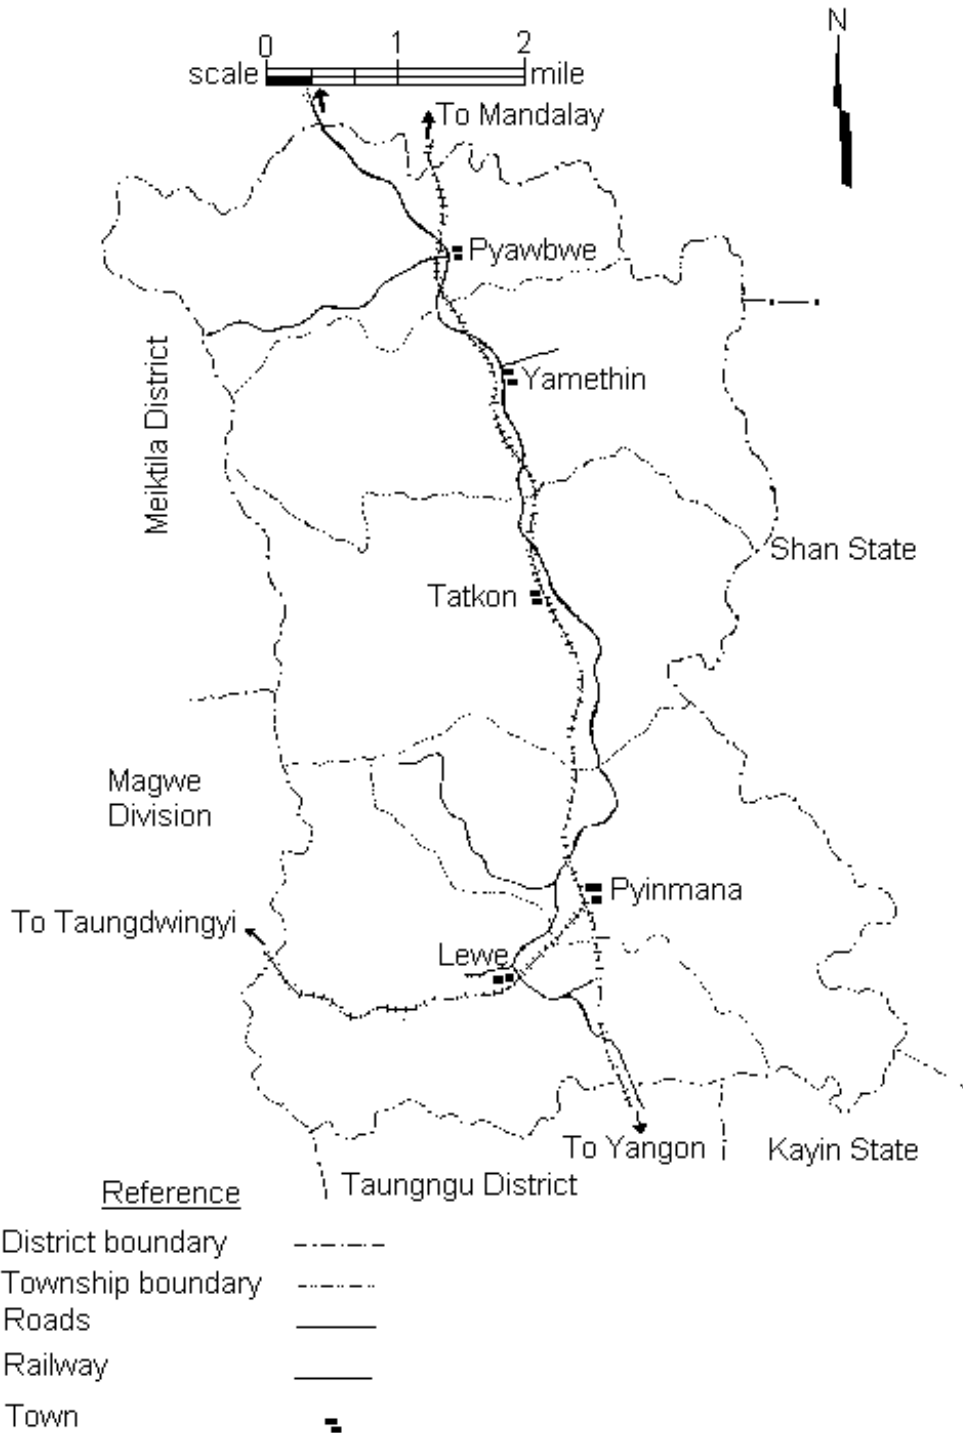 N
0 1 2
scale mile
To Mandalay
Pyawbwe
Yamethin
Meiktila District
Shan State
Tatkon
Magwe
Division
Pyinmana
To Taungdwingyi
Lewe
To Yangon
Kayin State
Taungngu District
Reference
District boundary
Township boundary
Roads
Railway
Town